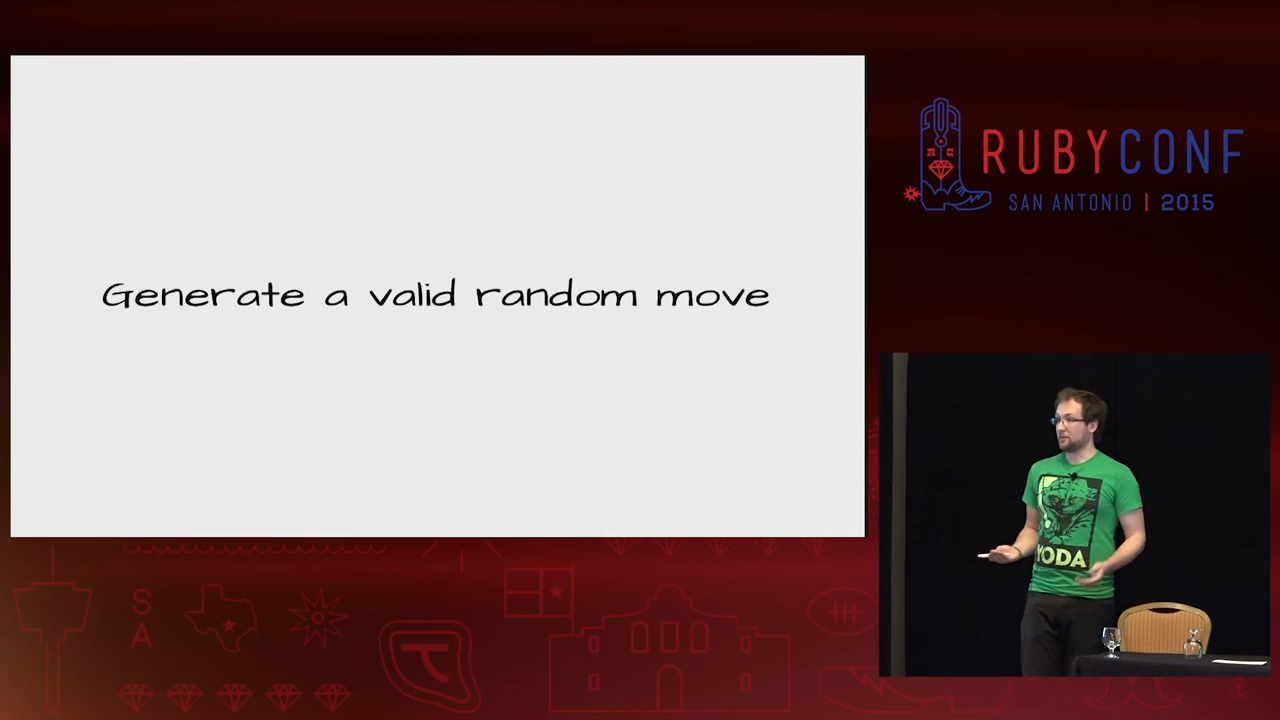 Generate a valid random move
RUBYCONF
SAN ANTONIO | 2015
YODA
S
A